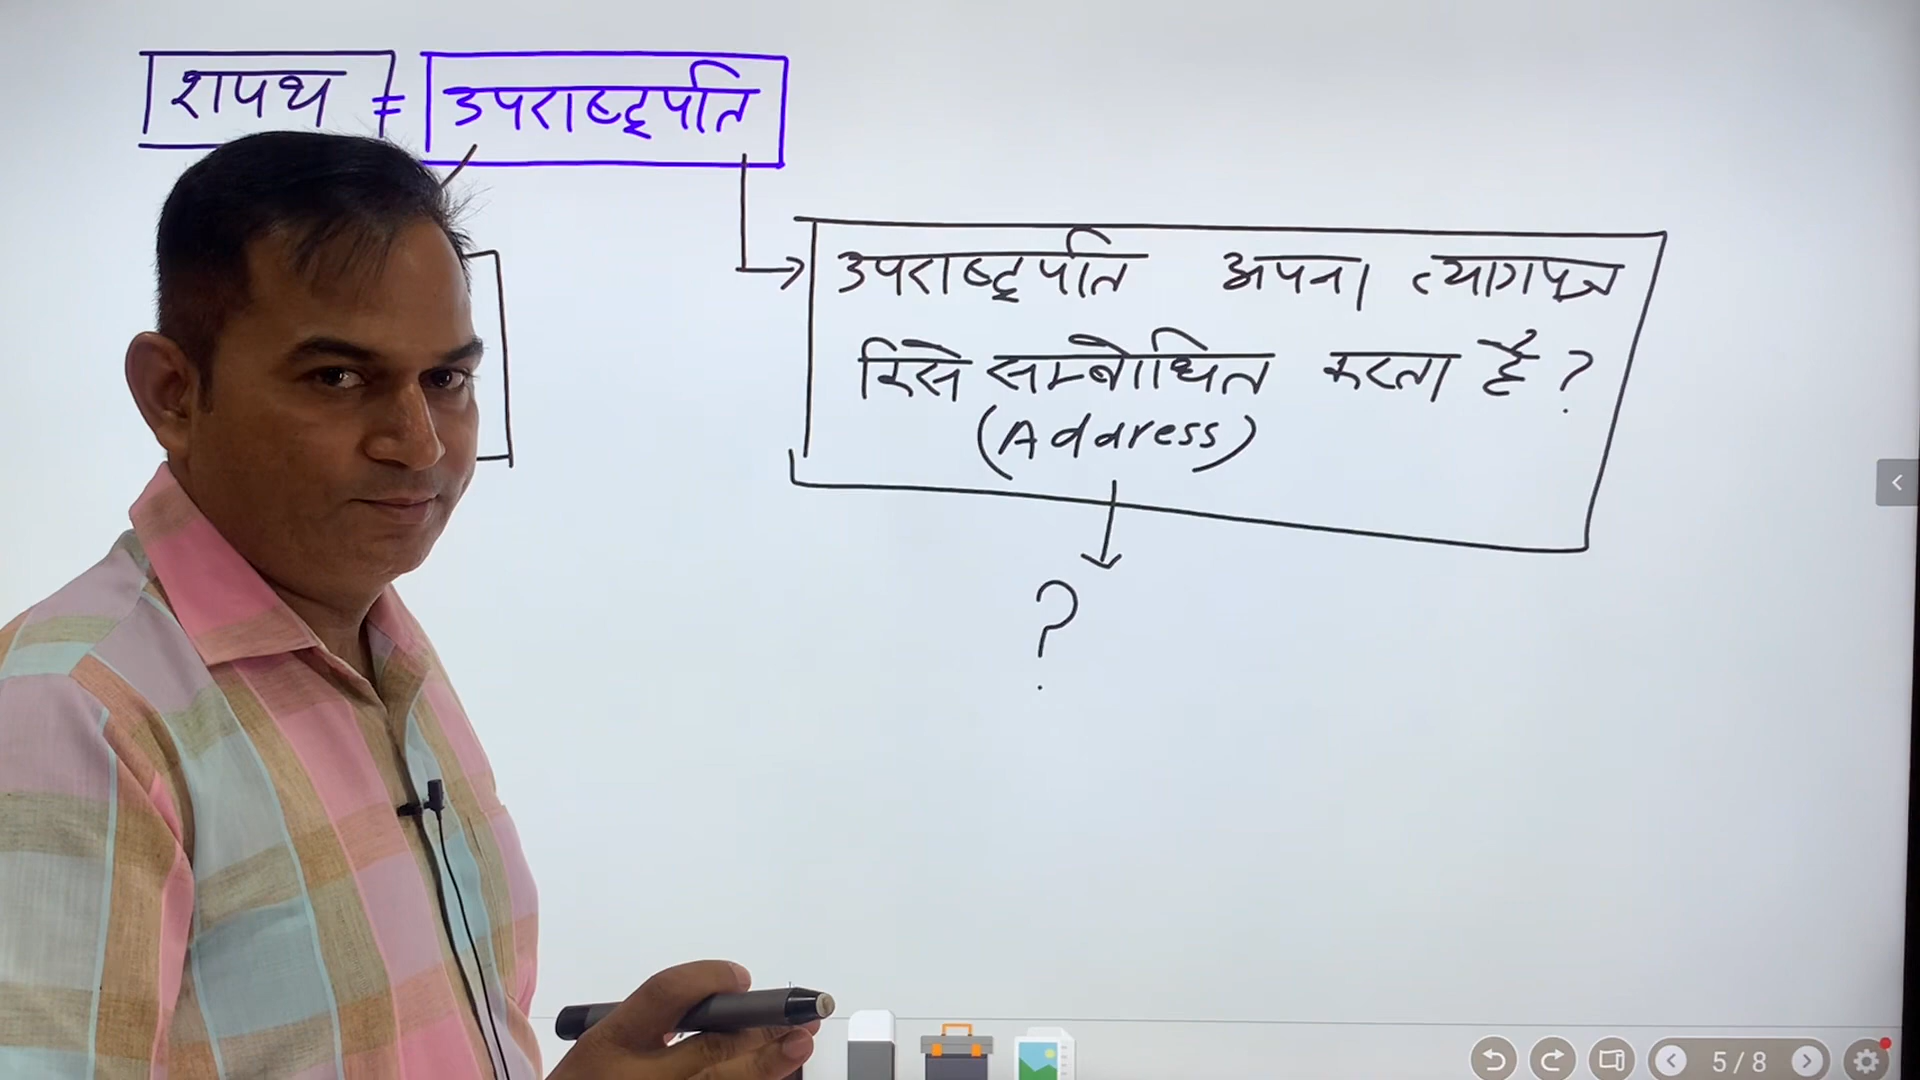 शपथ = उपराष्ट्रपति
उपराष्ट्रपति अपना त्यागपत्र
किसे सम्बोधित करता है ?
(Address)
?
5/8